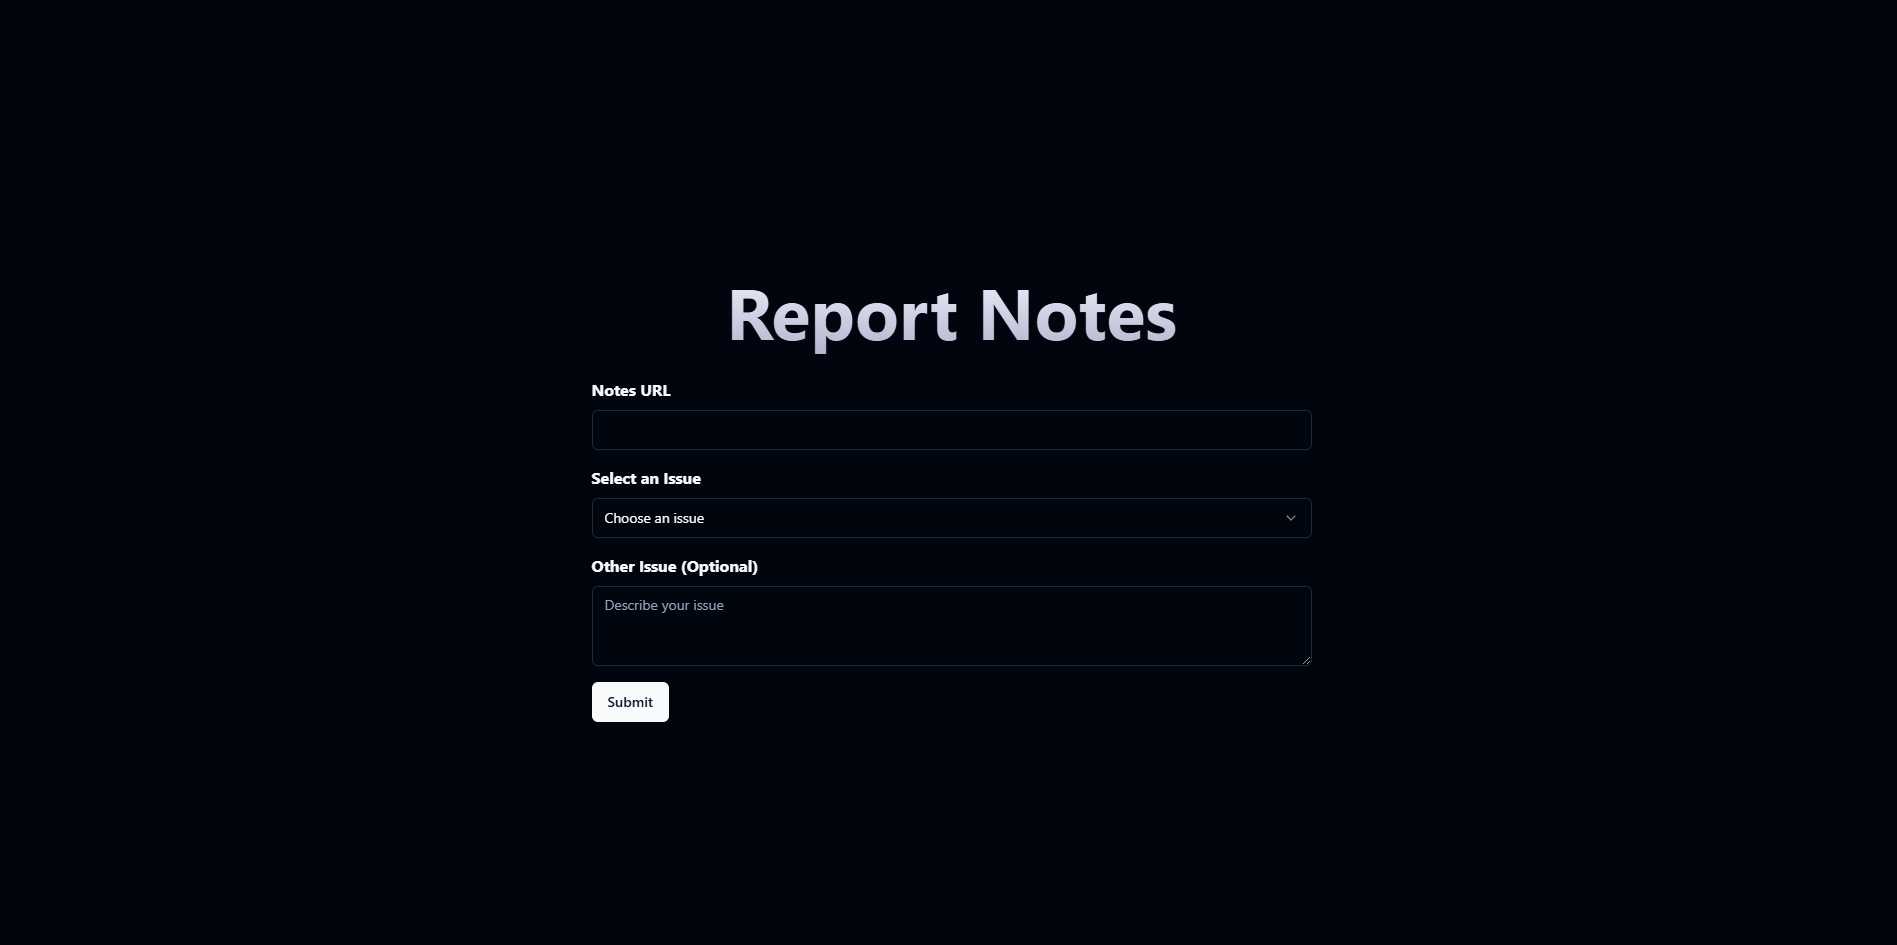 Report Notes
Notes URL
Select an Issue
Choose an issue
Other Issue (Optional)
Describe your issue
Submit